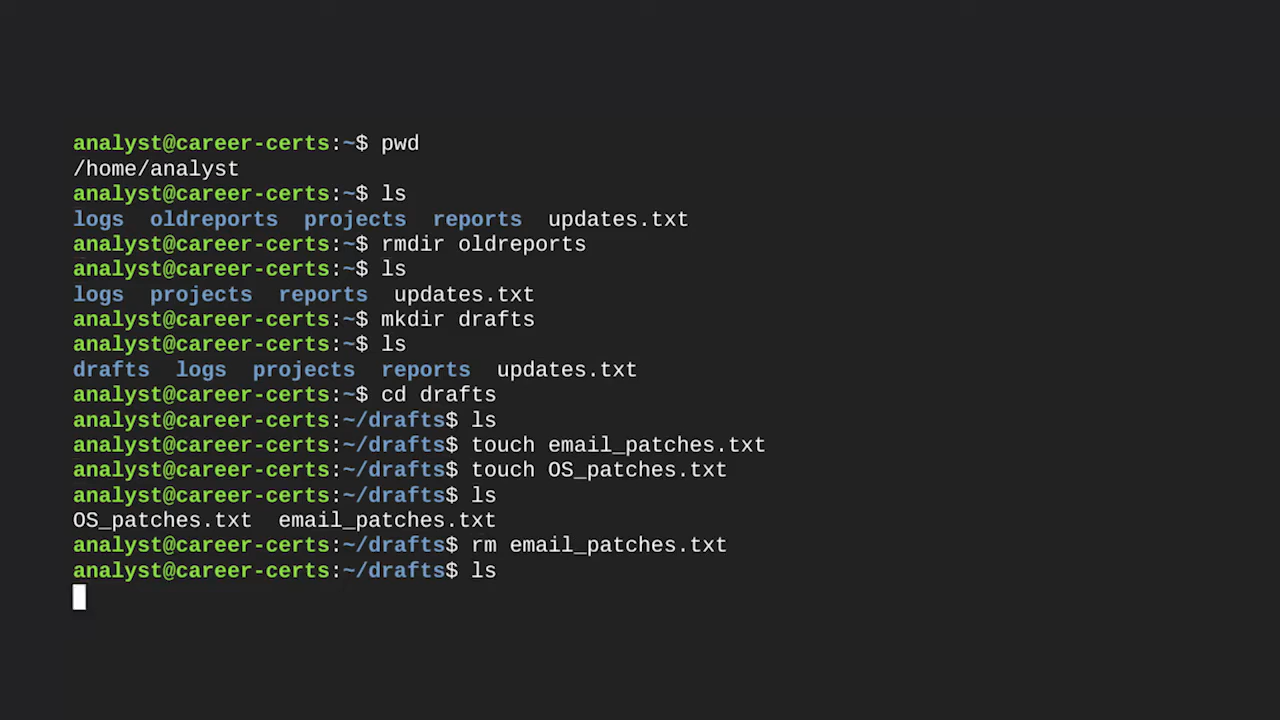 analyst@career-certs:~$ pwd
/home/analyst
analyst@career-certs:~$ ls
logs  oldreports  projects  reports  updates.txt
analyst@career-certs:~$ rmdir oldreports
analyst@career-certs:~$ ls
logs  projects  reports  updates.txt
analyst@career-certs:~$ mkdir drafts
analyst@career-certs:~$ ls
drafts  logs  projects  reports  updates.txt
analyst@career-certs:~$ cd drafts
analyst@career-certs:~/drafts$ ls
analyst@career-certs:~/drafts$ touch email_patches.txt
analyst@career-certs:~/drafts$ touch OS_patches.txt
analyst@career-certs:~/drafts$ ls
OS_patches.txt  email_patches.txt
analyst@career-certs:~/drafts$ rm email_patches.txt
analyst@career-certs:~/drafts$ ls